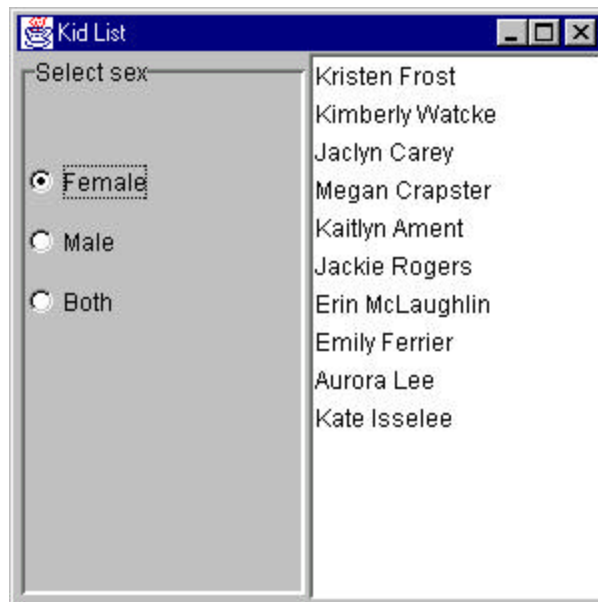 Kid List
Select sex
Female
Male
Both
Kristen Frost
Kimberly Watcke
Jaclyn Carey
Megan Crapster
Kaitlyn Ament
Jackie Rogers
Erin McLaughlin
Emily Ferrier
Aurora Lee
Kate Isselee